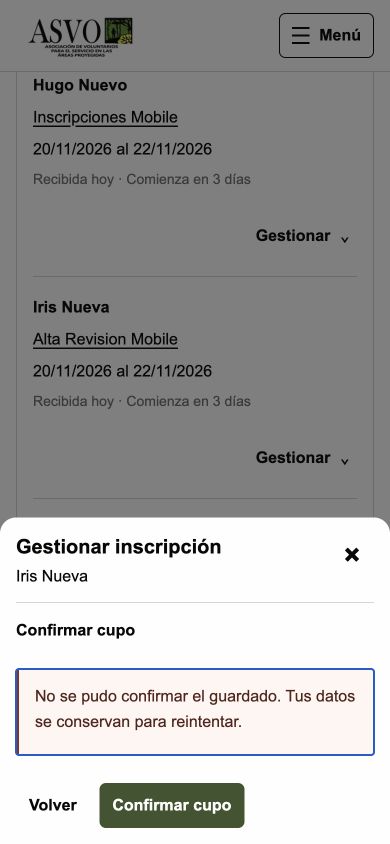 ASVO
ASOCIACIÓN DE VOLUNTARIOS
PARA EL SERVICIO EN LAS
ÁREAS PROTEGIDAS
Menú
Hugo Nuevo
Inscripciones Mobile
20/11/2026 al 22/11/2026
Recibida hoy · Comienza en 3 días
Gestionar
Iris Nueva
Alta Revision Mobile
20/11/2026 al 22/11/2026
Recibida hoy · Comienza en 3 días
Gestionar
Gestionar inscripción
Iris Nueva
Confirmar cupo
No se pudo confirmar el guardado. Tus datos
se conservan para reintentar.
Volver
Confirmar cupo